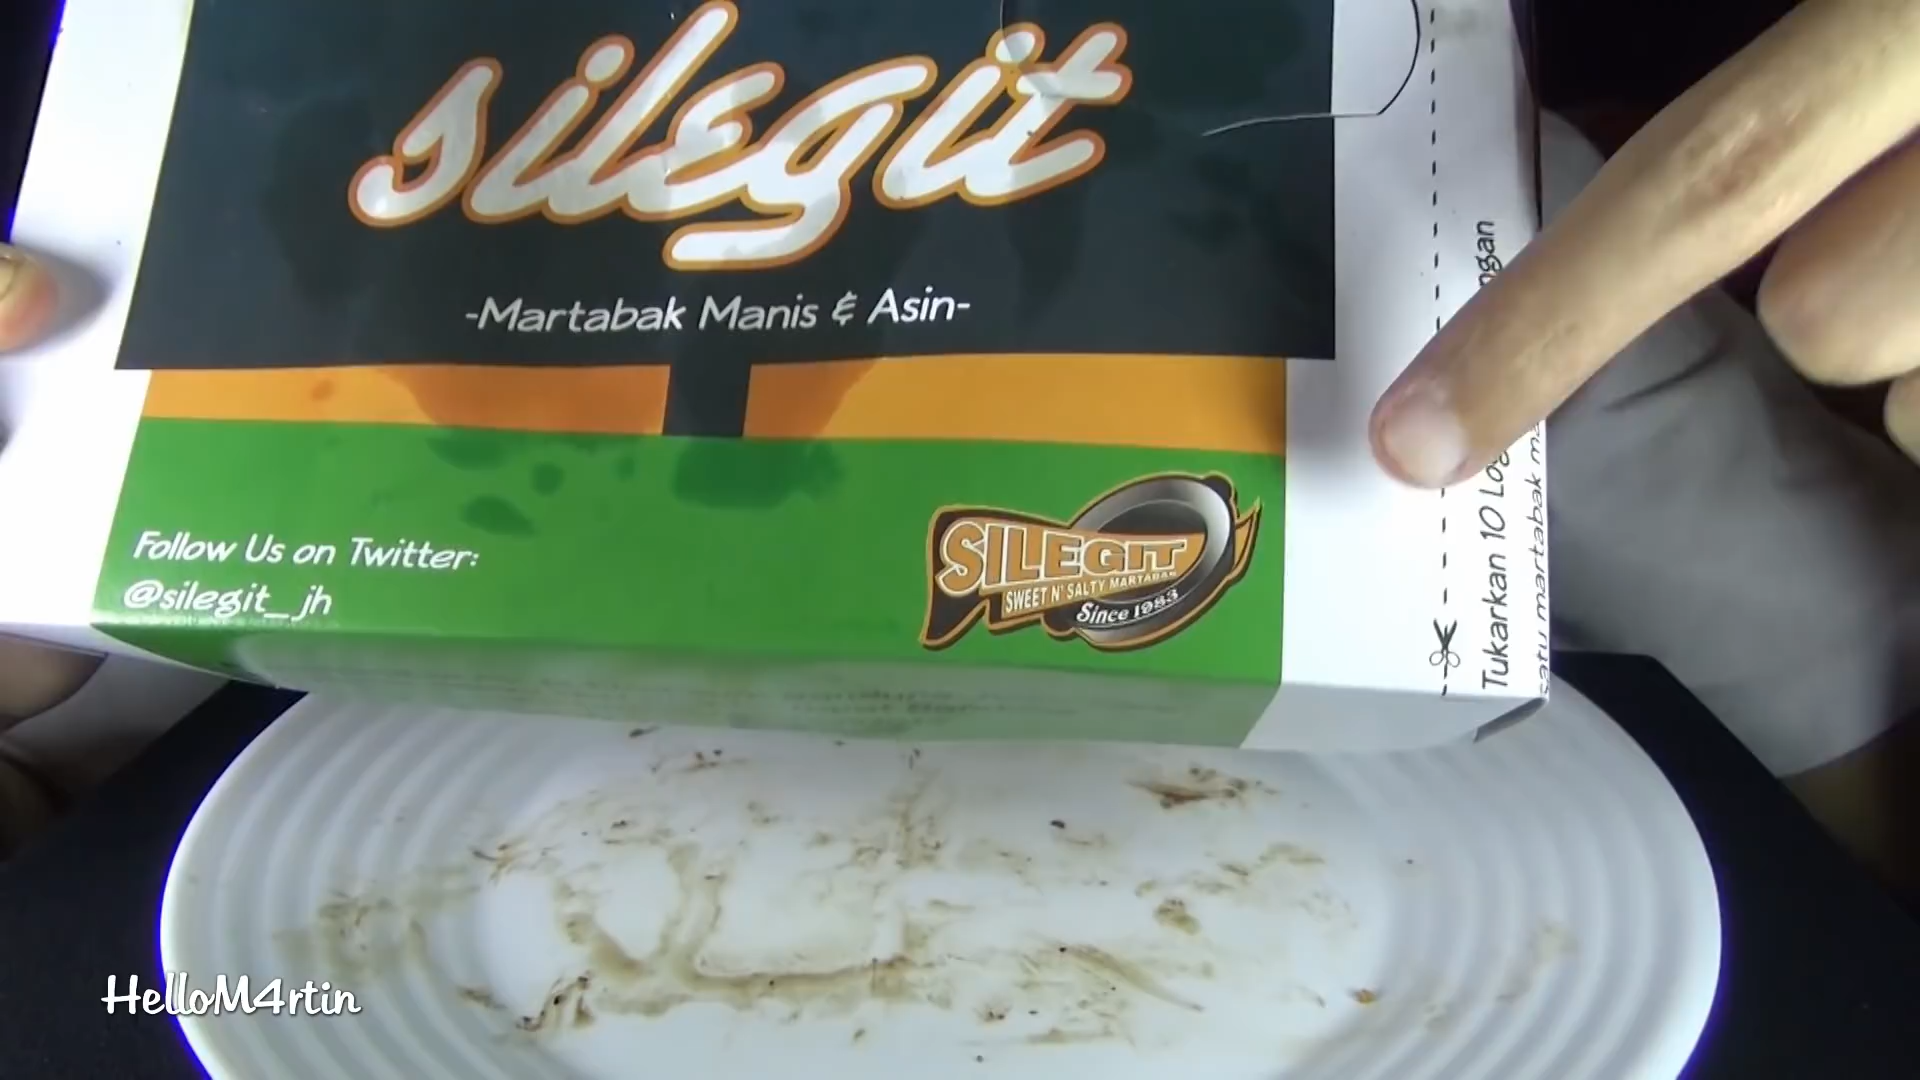 silegit
-Martabak Manis & Asin-
Follow Us on Twitter:
@silegit_jh
SILEGIT
SWEET N' SALTY MARTABAK
Since 1983
Tukarkan 10
satu martabak
HelloM4rtin